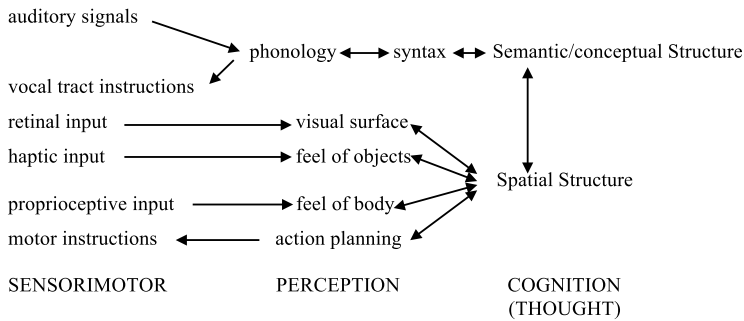 auditory signals
phonology syntax Semantic/conceptual Structure
vocal tract instructions
retinal input visual surface
haptic input feel of objects
Spatial Structure
proprioceptive input feel of body
motor instructions action planning
SENSORIMOTOR PERCEPTION COGNITION
(THOUGHT)